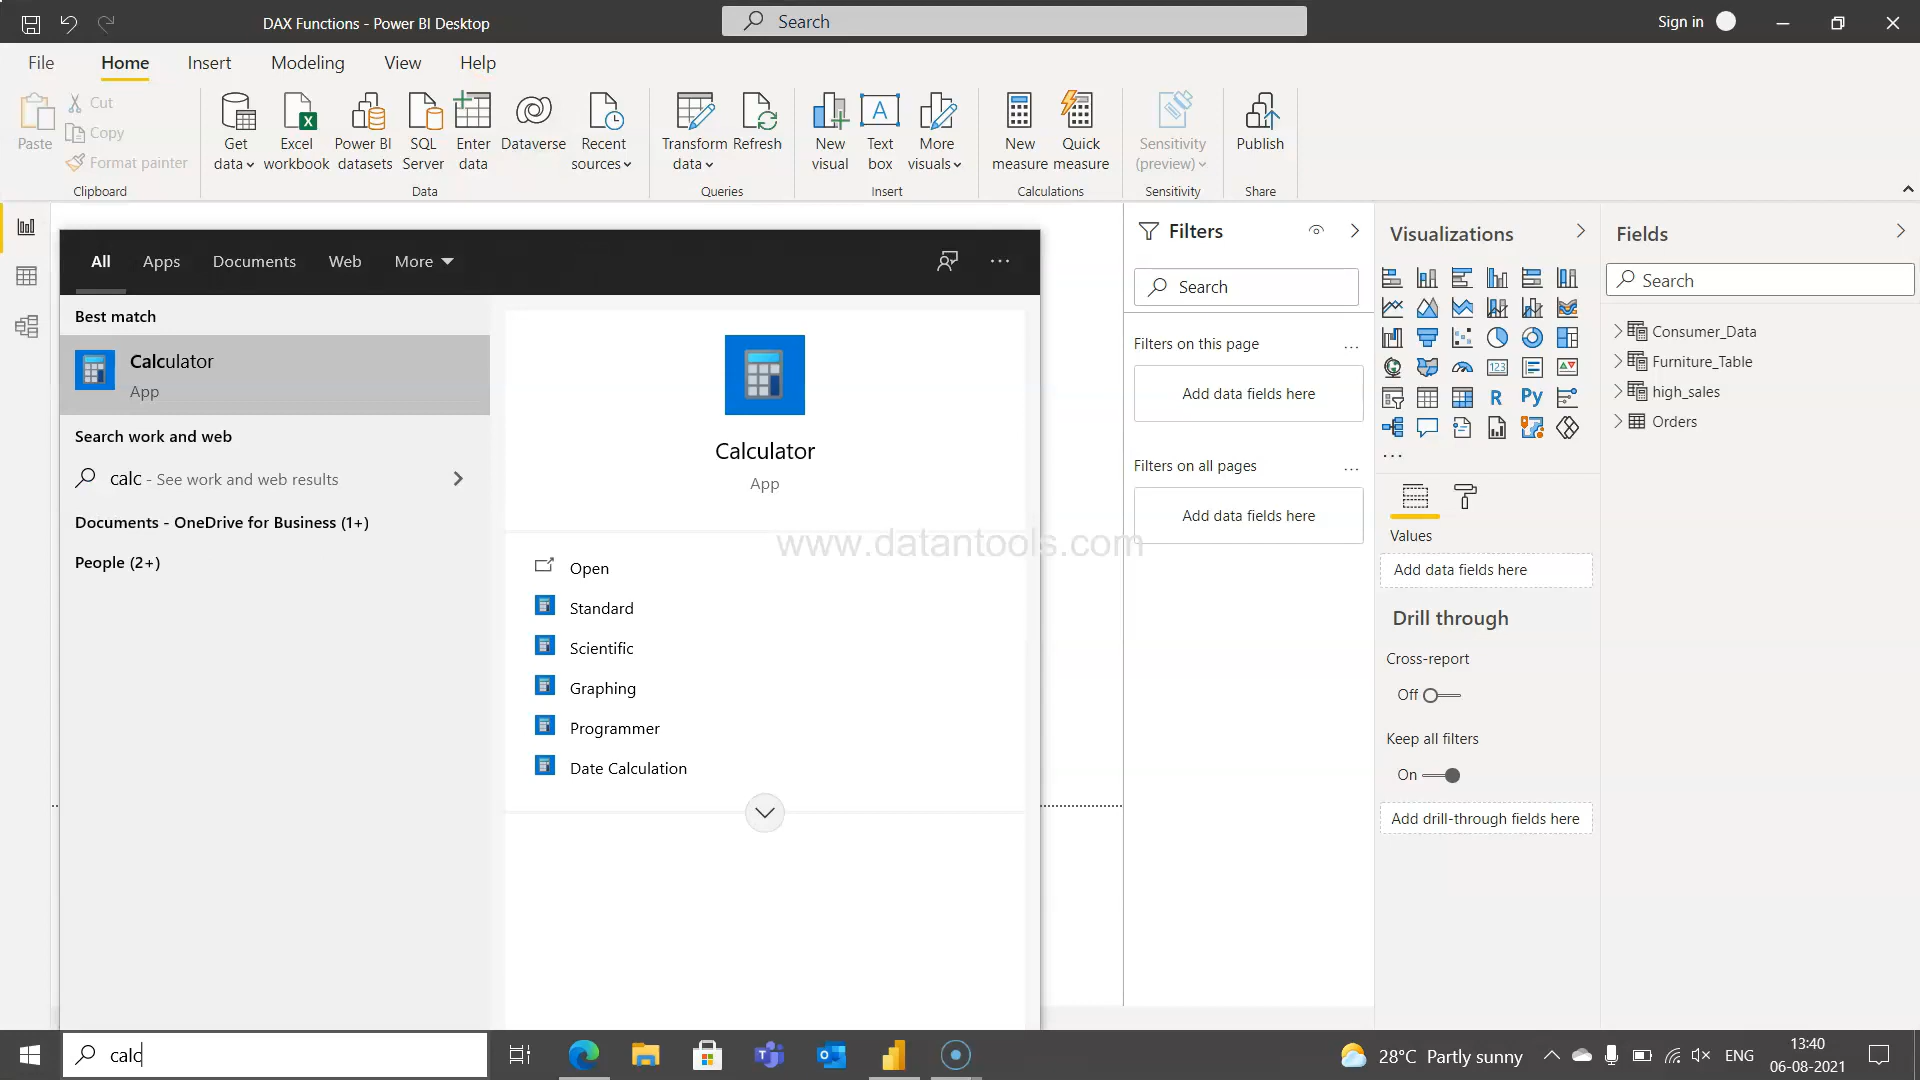 DAX Functions - Power BI Desktop
Search
Sign in
File
Home
Insert
Modeling
View
Help
Paste
Cut
Copy
Format painter
Clipboard
Get data
Excel workbook
Power BI datasets
SQL Server
Enter data
Dataverse
Recent sources
Data
Transform data
Refresh
Queries
New visual
Text box
More visuals
Insert
New measure
Quick measure
Calculations
Sensitivity (preview)
Sensitivity
Publish
Share
All
Apps
Documents
Web
More
Best match
Calculator
App
Search work and web
calc - See work and web results
Documents - OneDrive for Business (1+)
People (2+)
Calculator
App
Open
Standard
Scientific
Graphing
Programmer
Date Calculation
www.datantools.com
Filters
Search
Filters on this page
Add data fields here
Filters on all pages
Add data fields here
Visualizations
123
R
Py
Values
Add data fields here
Drill through
Cross-report
Off
Keep all filters
On
Add drill-through fields here
Fields
Search
Consumer_Data
Furniture_Table
high_sales
Orders
calc
28°C Partly sunny
ENG
13:40
06-08-2021